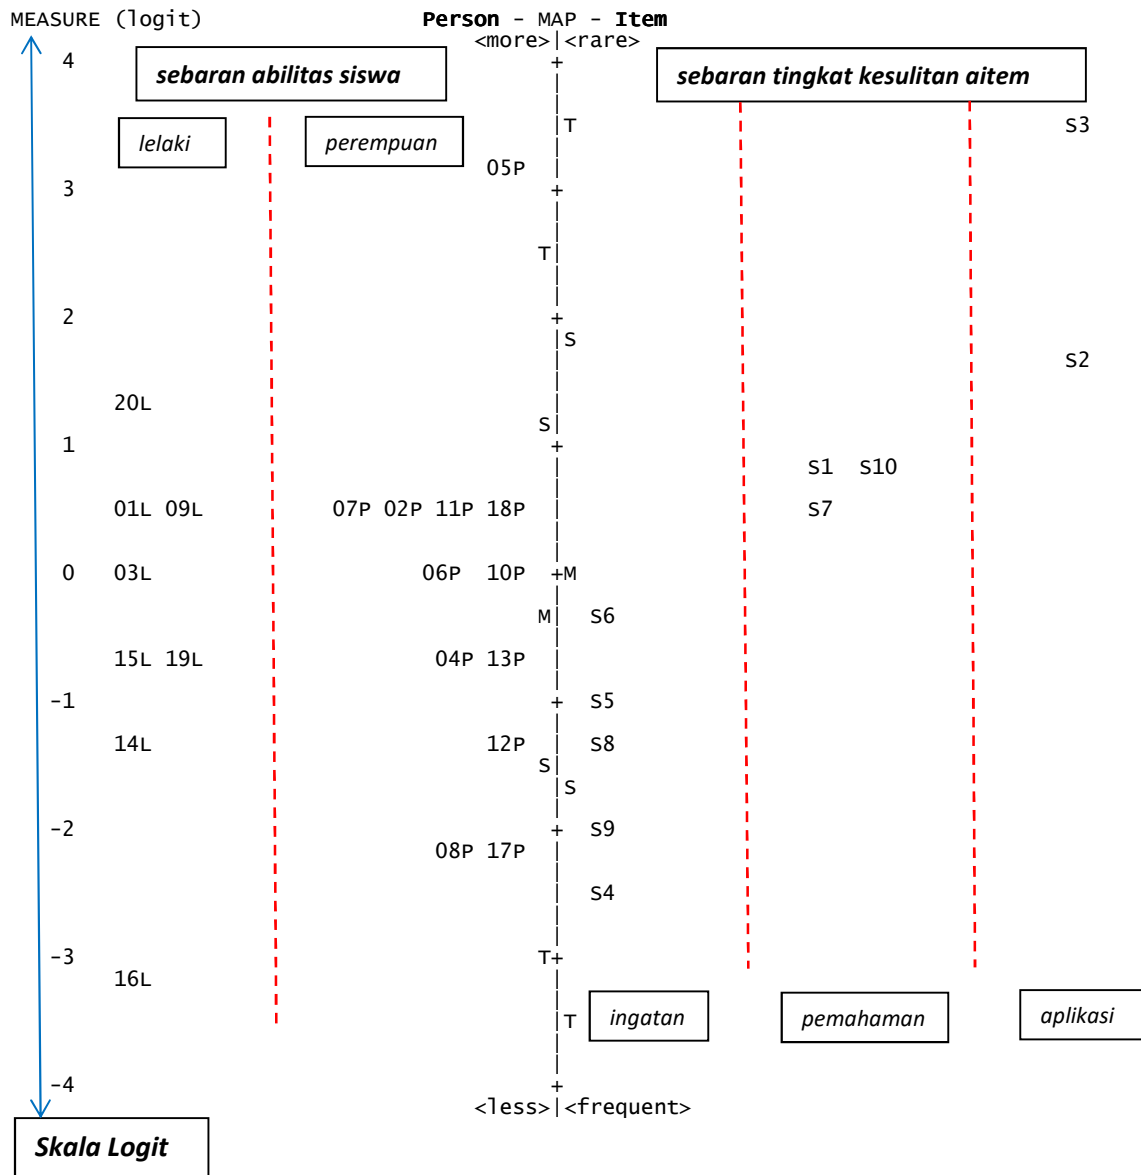 MEASURE (logit) Person - MAP - Item
<more>|<rare>
4 sebaran abilitas siswa + sebaran tingkat kesulitan aitem
lelaki perempuan T S3
05P
3 +
T
2 +
S
S2
20L
S
1 +
S1 S10
01L 09L 07P 02P 11P 18P S7
0 03L 06P 10P +M
M S6
15L 19L 04P 13P
-1 + S5
14L 12P S8
S
S
-2 + S9
08P 17P
S4
-3 T+
16L
T ingatan pemahaman aplikasi
-4 +
<less>|<frequent>
Skala Logit